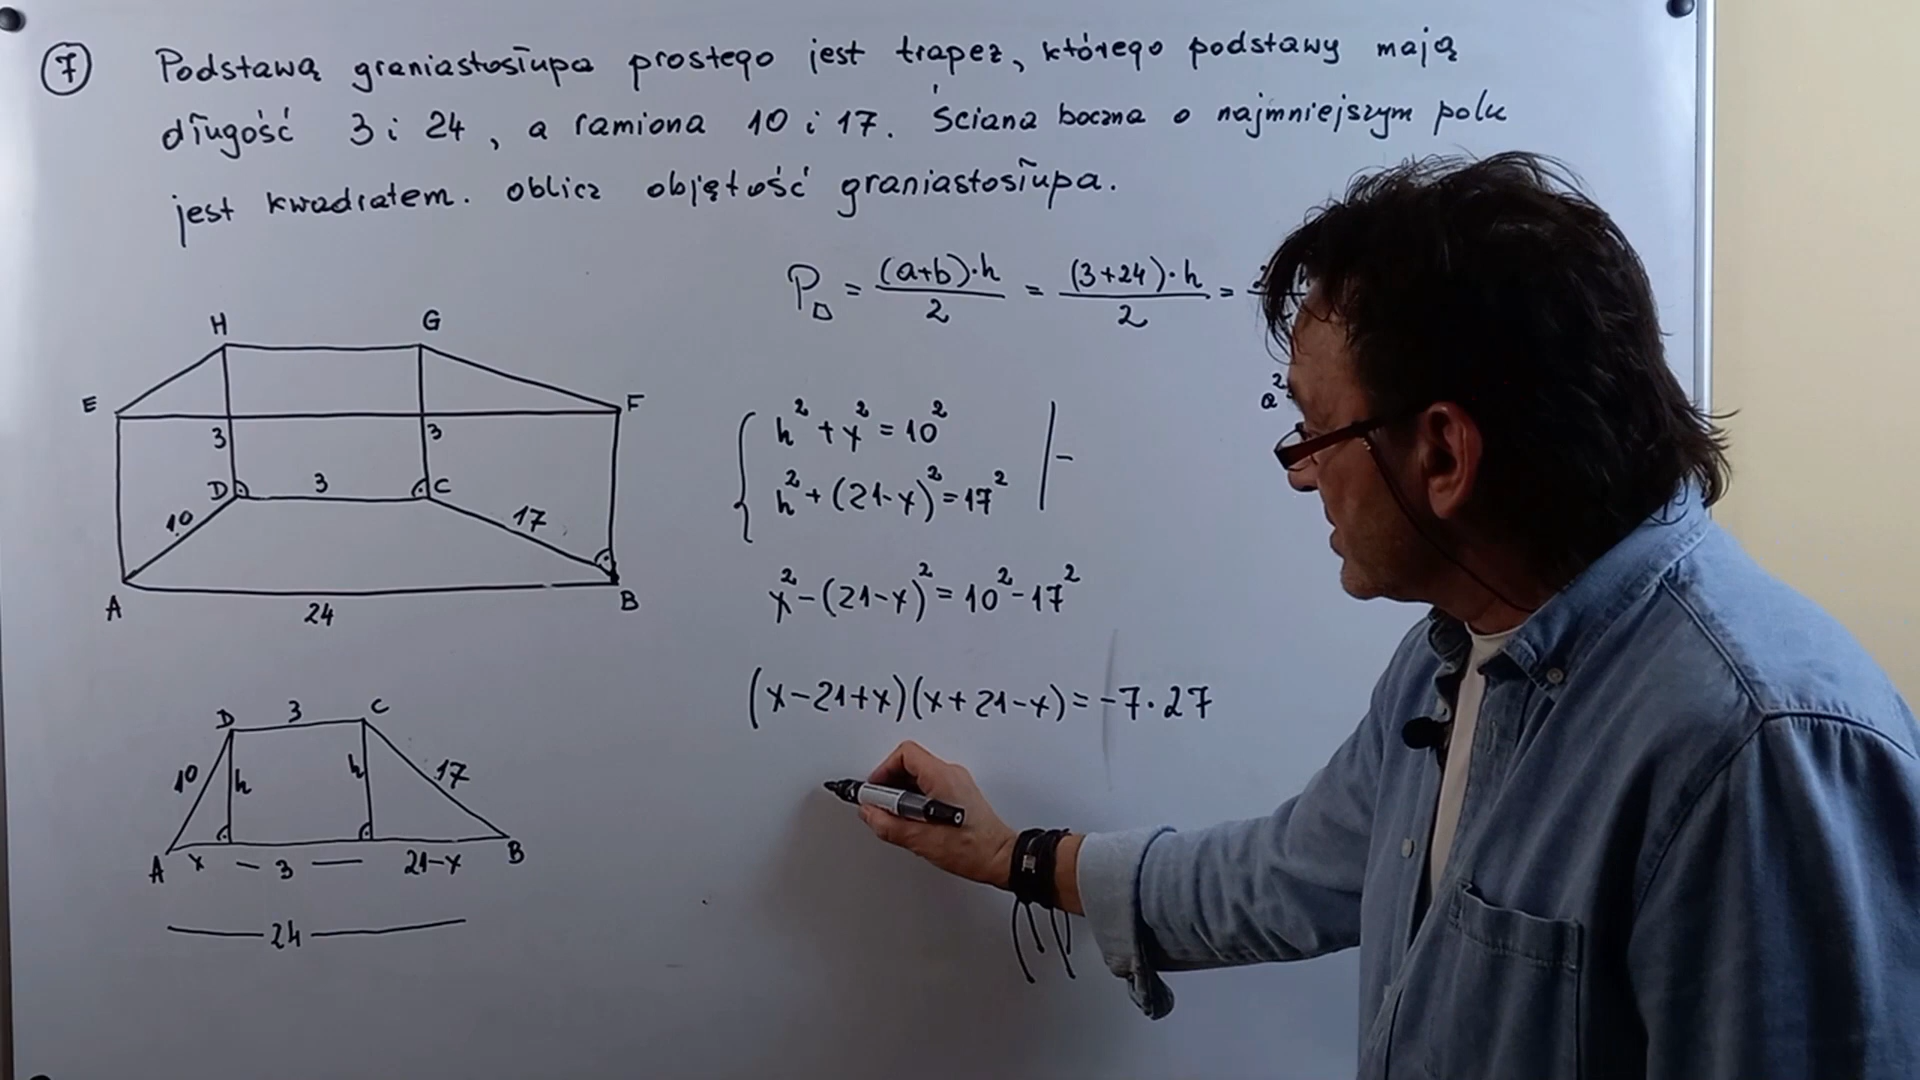 7 Podstawą graniastosłupa prostego jest trapez, którego podstawy mają
długość 3 i 24, a ramiona 10 i 17. Ściana boczna o najmniejszym polu
jest kwadratem. Oblicz objętość graniastosłupa.
P▱ = (a+b)·h / 2 = (3+24)·h / 2 =
H G
E F
3 3
D 3 C
10 17
A 24 B
h² + x² = 10²
h² + (21-x)² = 17² | -
a²
x² - (21-x)² = 10² - 17²
(x-21+x)(x+21-x) = -7·27
D 3 C
10 h h 17
A x 3 21-x B
24